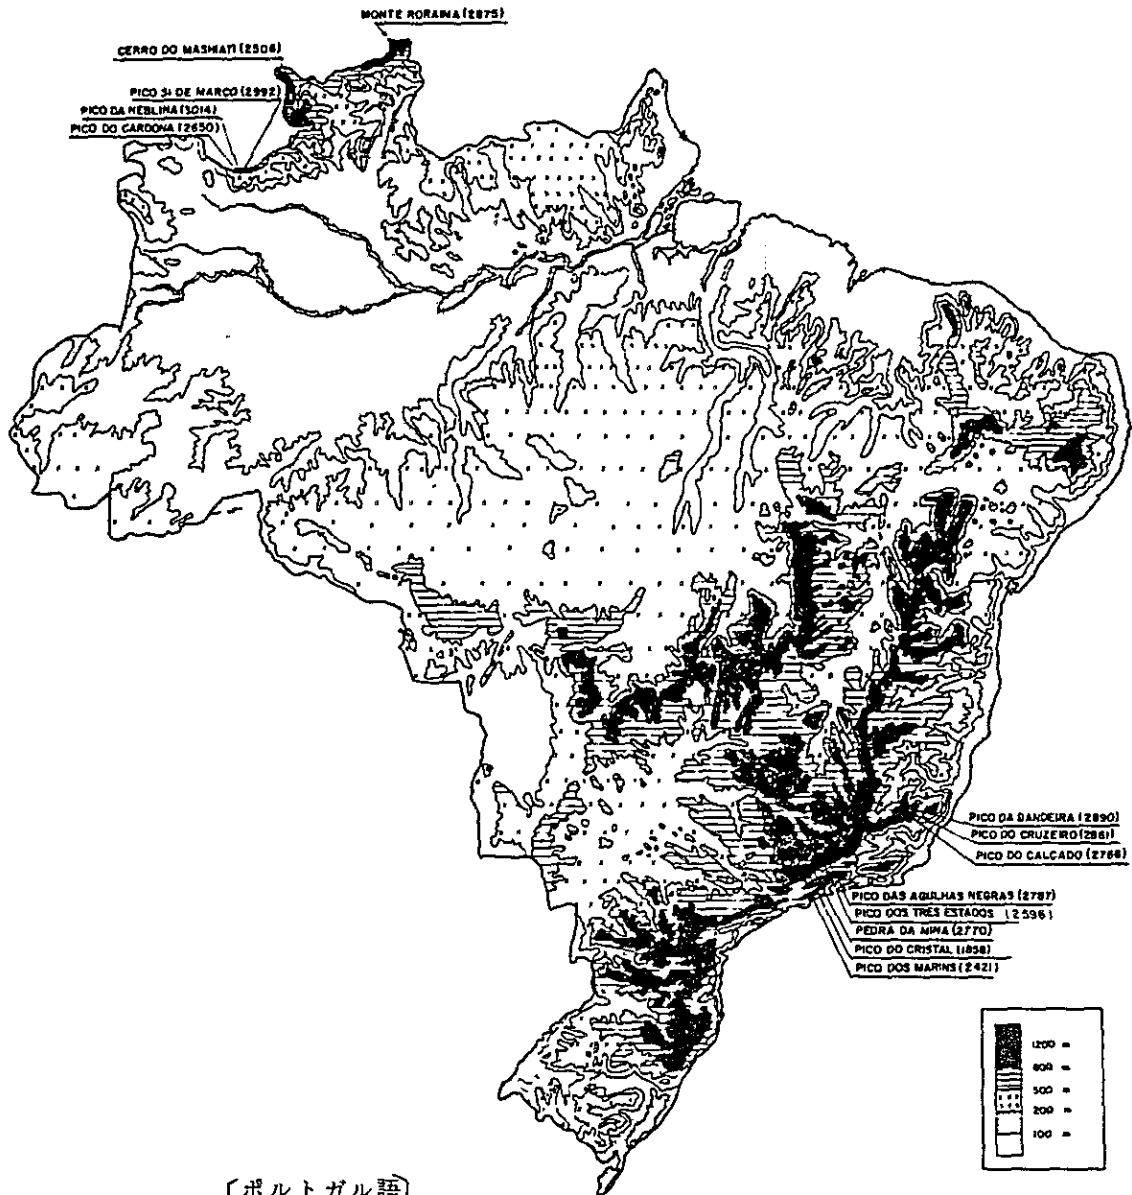 MONTE RORAIMA (2875)
CERRO DO MASHIATI (2506)
PICO 31 DE MARÇO (2992)
PICO DA NEBLINA (3014)
PICO DO CARDONA (2650)
PICO DA BANDEIRA (2890)
PICO DO CRUZEIRO (2861)
PICO DO CALCADO (2766)
PICO DAS AGULHAS NEGRAS (2787)
PICO DOS TRES ESTADOS (2596)
PEDRA DA MINA (2770)
PICO DO CRISTAL (1858)
PICO DOS MARINS (2421)
1200 m
800 m
500 m
200 m
100 m
〔ポルトガル語〕